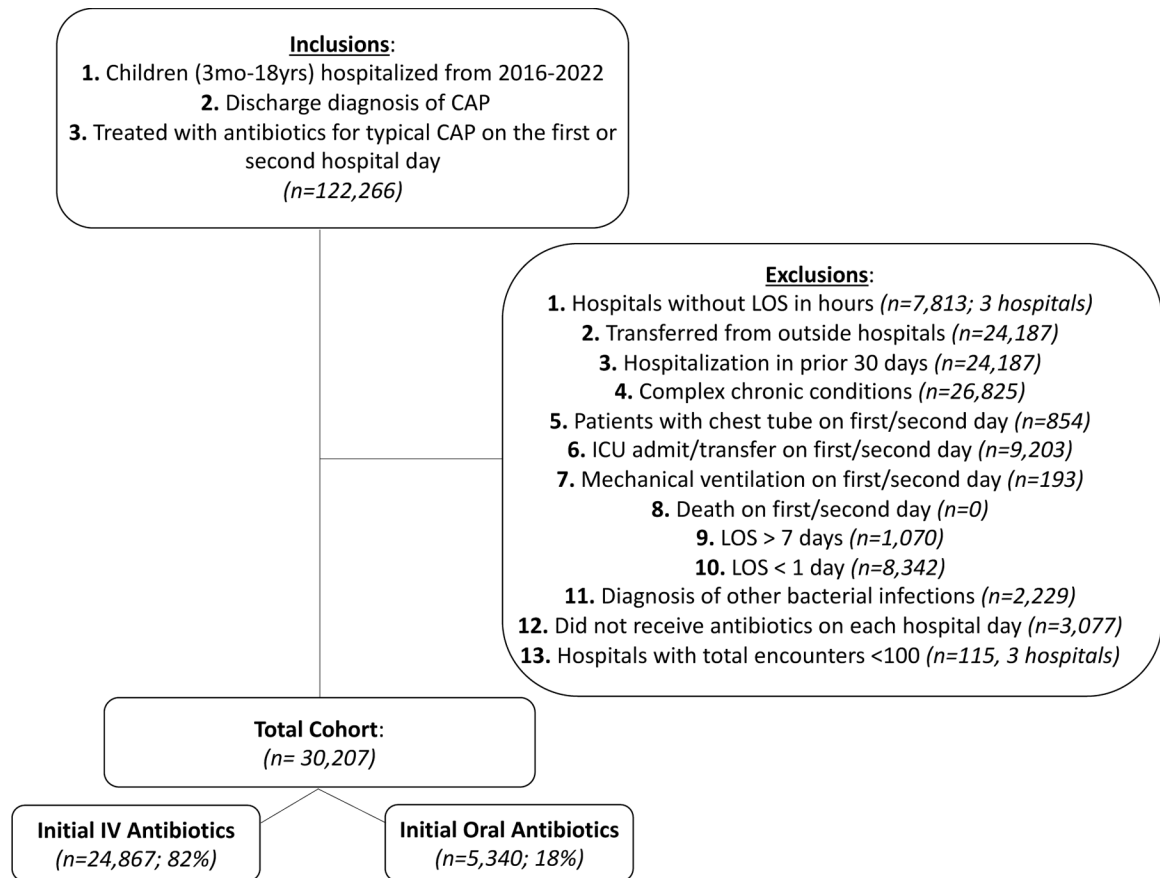 Inclusions:
1. Children (3mo-18yrs) hospitalized from 2016-2022
2. Discharge diagnosis of CAP
3. Treated with antibiotics for typical CAP on the first or
second hospital day
(n=122,266)
Exclusions:
1. Hospitals without LOS in hours (n=7,813; 3 hospitals)
2. Transferred from outside hospitals (n=24,187)
3. Hospitalization in prior 30 days (n=24,187)
4. Complex chronic conditions (n=26,825)
5. Patients with chest tube on first/second day (n=854)
6. ICU admit/transfer on first/second day (n=9,203)
7. Mechanical ventilation on first/second day (n=193)
8. Death on first/second day (n=0)
9. LOS > 7 days (n=1,070)
10. LOS < 1 day (n=8,342)
11. Diagnosis of other bacterial infections (n=2,229)
12. Did not receive antibiotics on each hospital day (n=3,077)
13. Hospitals with total encounters <100 (n=115, 3 hospitals)
Total Cohort:
(n= 30,207)
Initial IV Antibiotics
(n=24,867; 82%)
Initial Oral Antibiotics
(n=5,340; 18%)